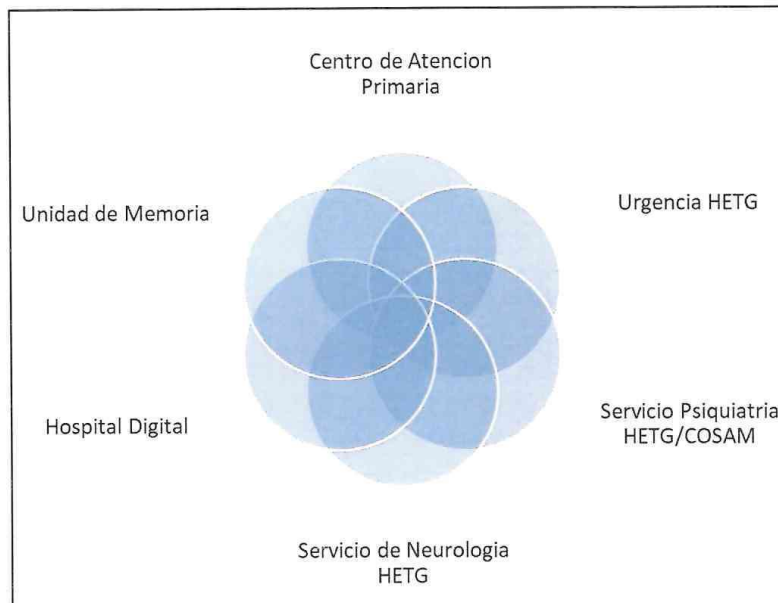 Centro de Atencion
Primaria
Unidad de Memoria
Urgencia HETG
Hospital Digital
Servicio Psiquiatria
HETG/COSAM
Servicio de Neurologia
HETG